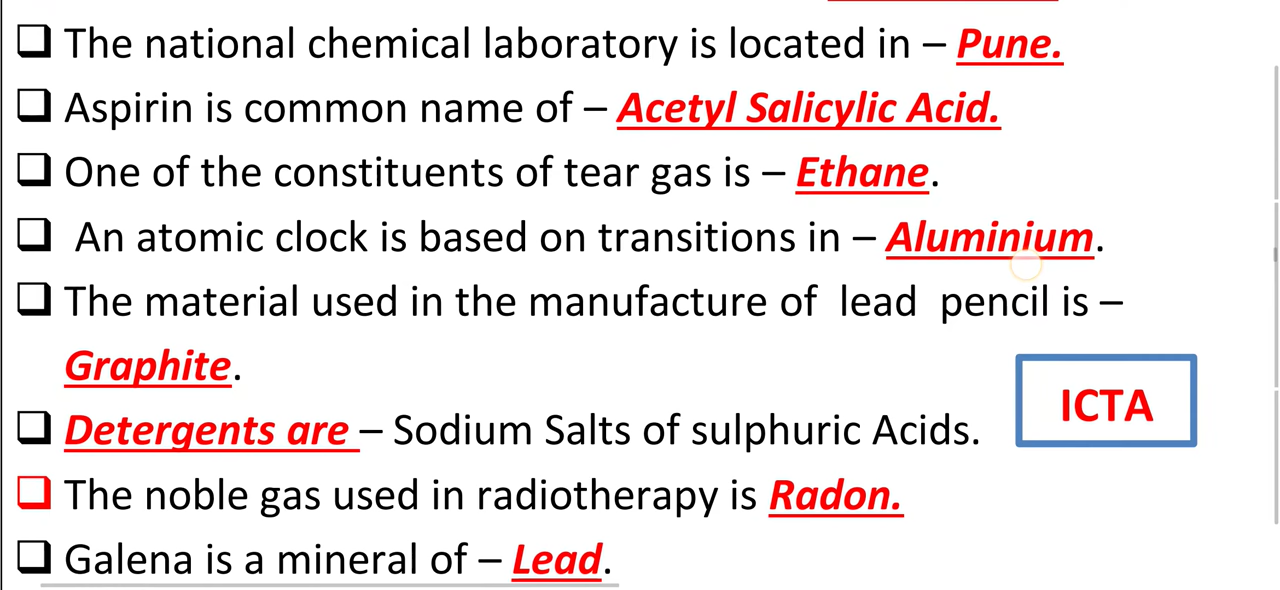 The national chemical laboratory is located in – Pune.
Aspirin is common name of – Acetyl Salicylic Acid.
One of the constituents of tear gas is – Ethane.
An atomic clock is based on transitions in – Aluminium.
The material used in the manufacture of lead pencil is –
Graphite.
ICTA
Detergents are – Sodium Salts of sulphuric Acids.
The noble gas used in radiotherapy is Radon.
Galena is a mineral of – Lead.